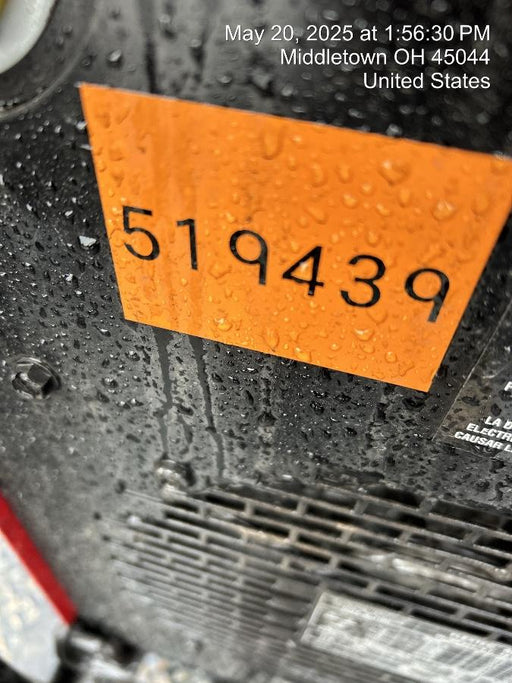 May 20, 2025 at 1:56:30 PM
Middletown OH 45044
United States
519439
LA D
ELECTR
CAUSAR L